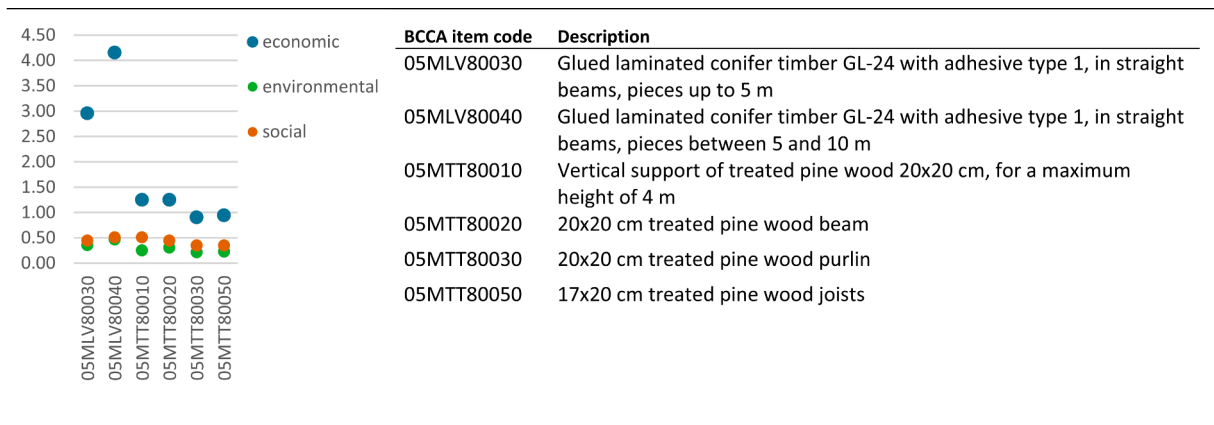 4.50
4.00
3.50
3.00
2.50
2.00
1.50
1.00
0.50
0.00
05MLV80030
05MLV80040
05MTT80010
05MTT80020
05MTT80030
05MTT80050
economic
environmental
social
BCCA item code Description
05MLV80030 Glued laminated conifer timber GL-24 with adhesive type 1, in straight
beams, pieces up to 5 m
05MLV80040 Glued laminated conifer timber GL-24 with adhesive type 1, in straight
beams, pieces between 5 and 10 m
05MTT80010 Vertical support of treated pine wood 20x20 cm, for a maximum
height of 4 m
05MTT80020 20x20 cm treated pine wood beam
05MTT80030 20x20 cm treated pine wood purlin
05MTT80050 17x20 cm treated pine wood joists